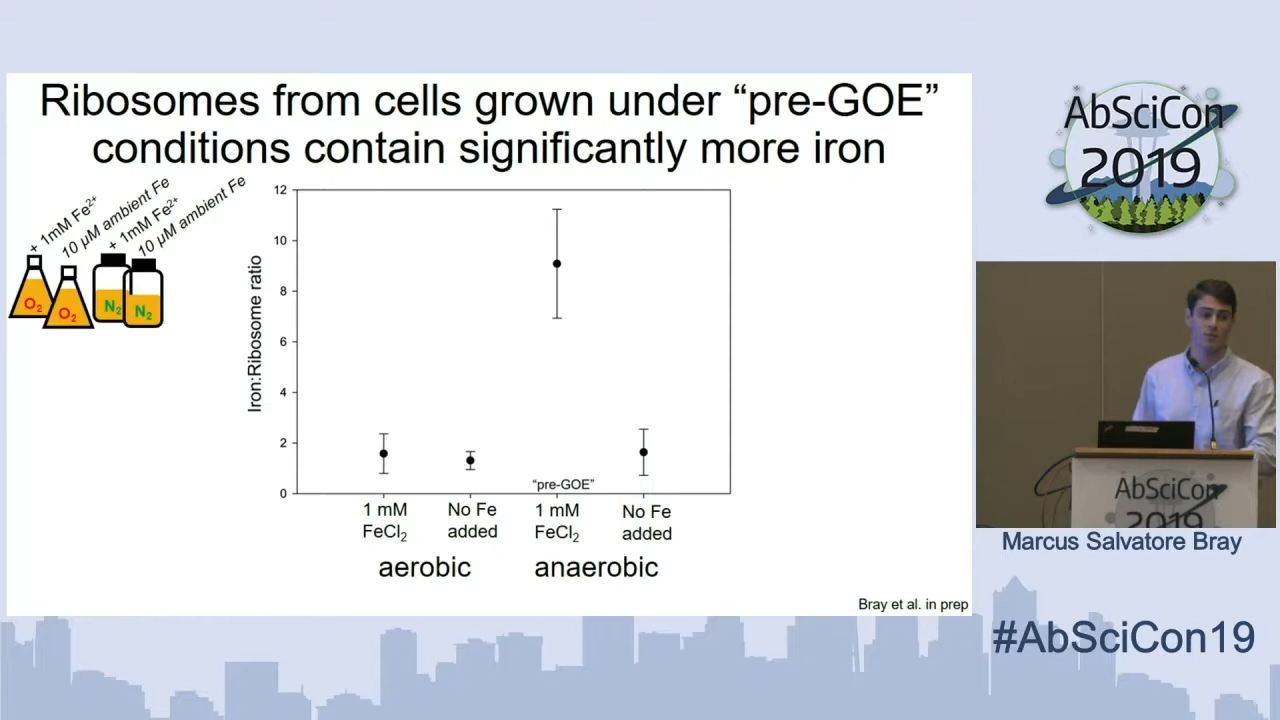 Ribosomes from cells grown under “pre-GOE”
conditions contain significantly more iron
+ 1mM Fe²⁺
10 µM ambient Fe
+ 1mM Fe²⁺
10 µM ambient Fe
O₂
O₂
N₂
N₂
Iron:Ribosome ratio
12
10
8
6
4
2
0
“pre-GOE”
1 mM
FeCl₂
No Fe
added
1 mM
FeCl₂
No Fe
added
aerobic
anaerobic
Bray et al. in prep
AbSciCon
2019
AbSciCon
2019
Marcus Salvatore Bray
#AbSciCon19